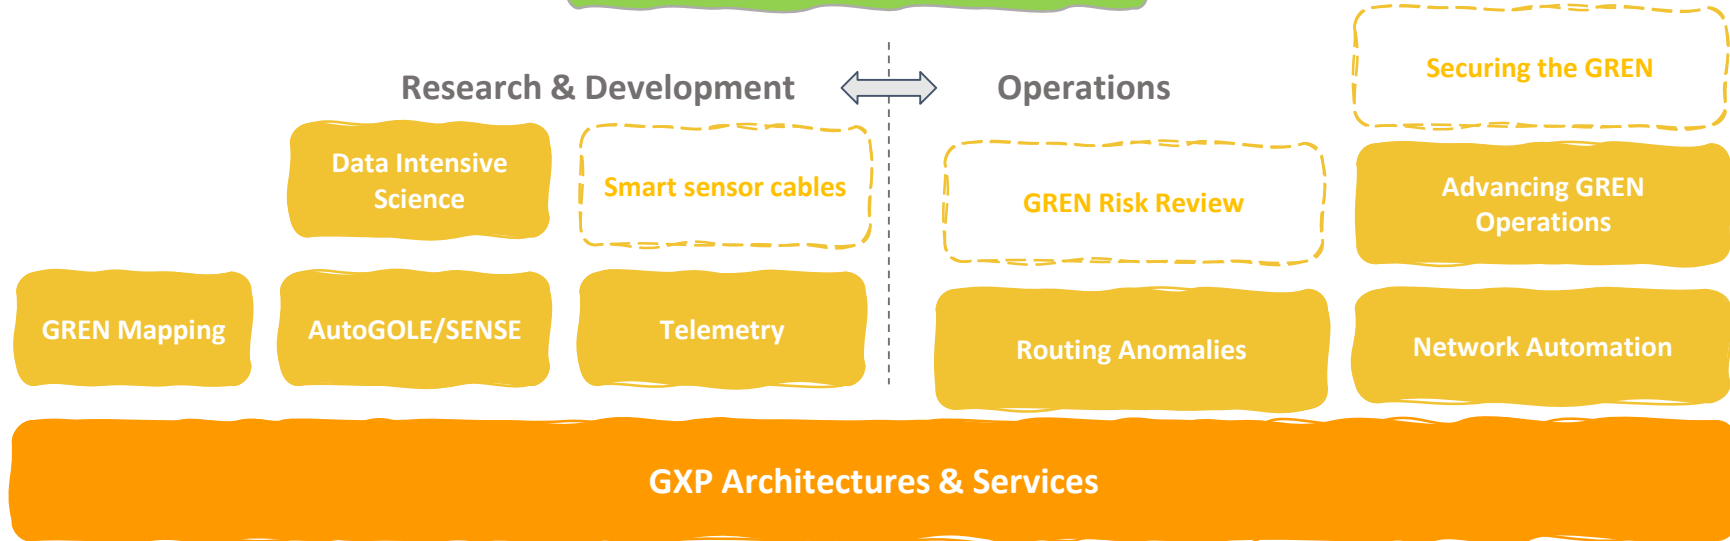 Securing the GREN
Research & Development
Operations
Data Intensive
Science
Smart sensor cables
GREN Risk Review
Advancing GREN
Operations
GREN Mapping
AutoGOLE/SENSE
Telemetry
Routing Anomalies
Network Automation
GXP Architectures & Services